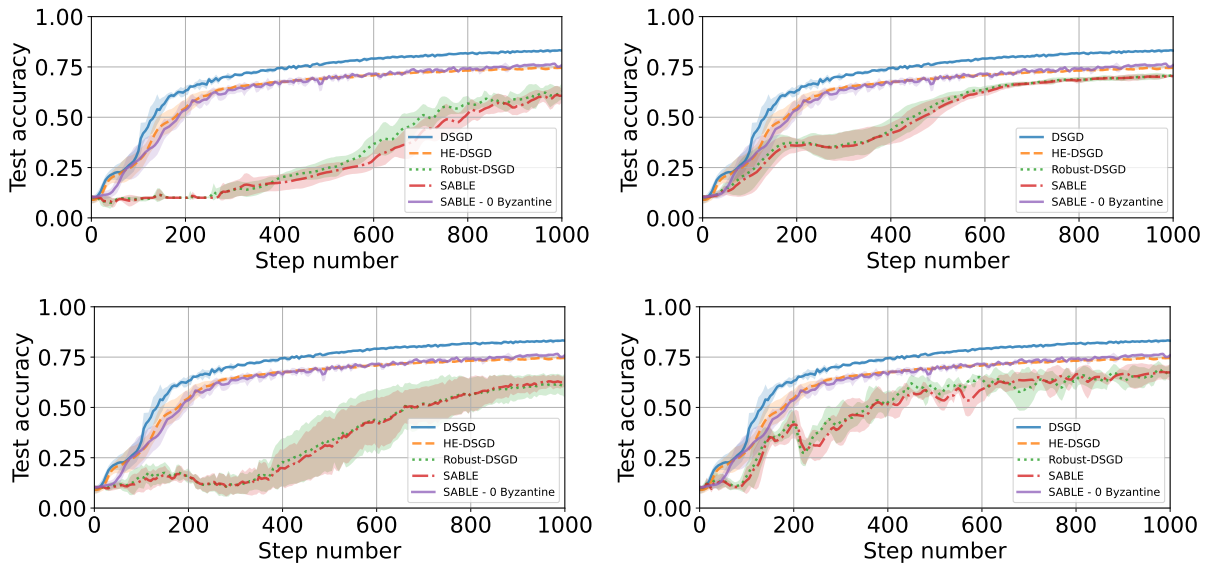 1.00
0.75
0.50
0.25
0.00
Test accuracy
0 200 400 600 800 1000
Step number
DSGD
HE-DSGD
Robust-DSGD
SABLE
SABLE - 0 Byzantine
1.00
0.75
0.50
0.25
0.00
Test accuracy
0 200 400 600 800 1000
Step number
DSGD
HE-DSGD
Robust-DSGD
SABLE
SABLE - 0 Byzantine
1.00
0.75
0.50
0.25
0.00
Test accuracy
0 200 400 600 800 1000
Step number
DSGD
HE-DSGD
Robust-DSGD
SABLE
SABLE - 0 Byzantine
1.00
0.75
0.50
0.25
0.00
Test accuracy
0 200 400 600 800 1000
Step number
DSGD
HE-DSGD
Robust-DSGD
SABLE
SABLE - 0 Byzantine